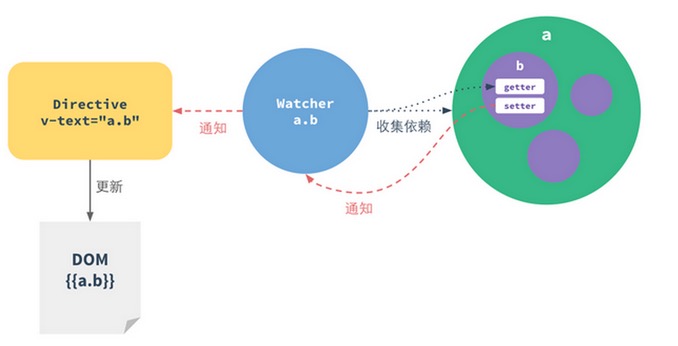 a
b
getter
setter
Directive
v-text="a.b"
Watcher
a.b
通知
收集依赖
更新
通知
DOM
{{a.b}}